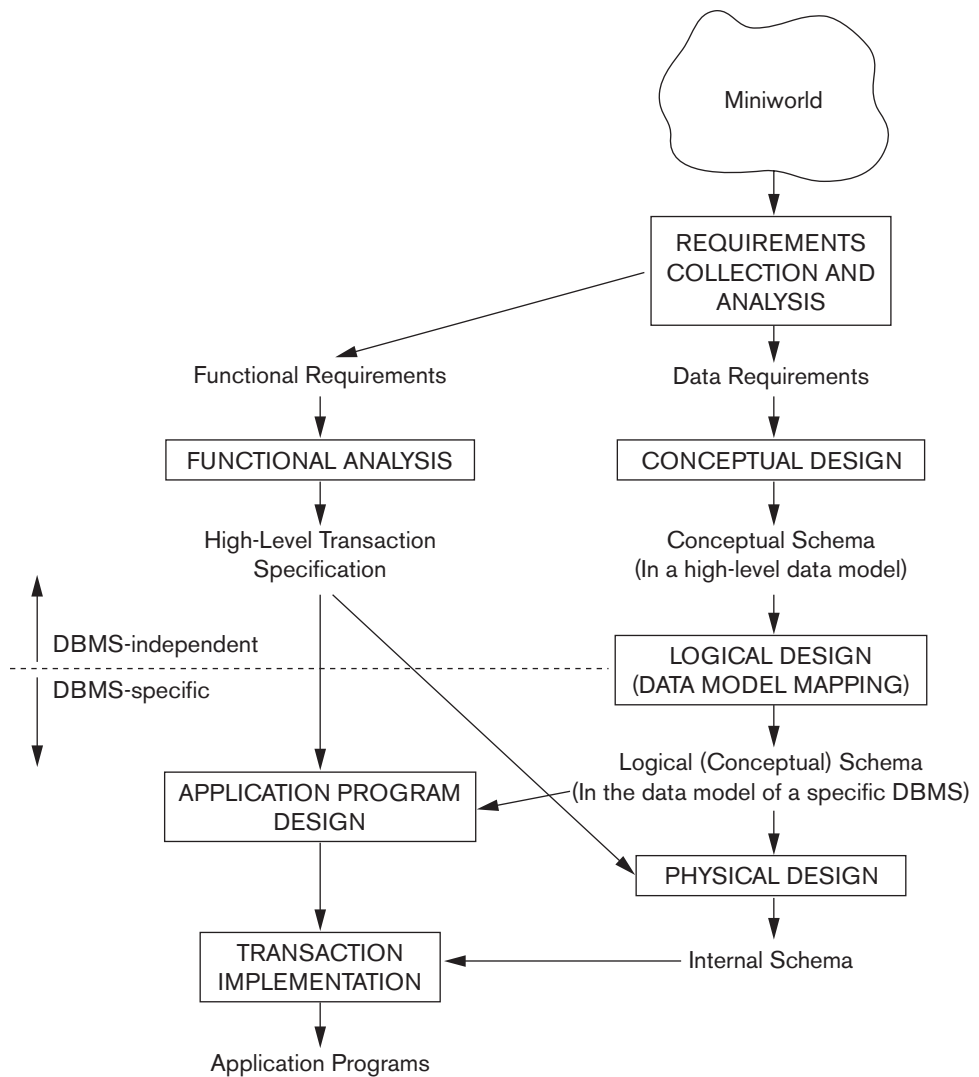 Miniworld
REQUIREMENTS
COLLECTION AND
ANALYSIS
Functional Requirements
Data Requirements
FUNCTIONAL ANALYSIS
CONCEPTUAL DESIGN
High-Level Transaction
Specification
Conceptual Schema
(In a high-level data model)
DBMS-independent
DBMS-specific
LOGICAL DESIGN
(DATA MODEL MAPPING)
Logical (Conceptual) Schema
(In the data model of a specific DBMS)
APPLICATION PROGRAM
DESIGN
PHYSICAL DESIGN
TRANSACTION
IMPLEMENTATION
Internal Schema
Application Programs